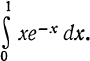 ∫₀¹ xe⁻ˣ dx.